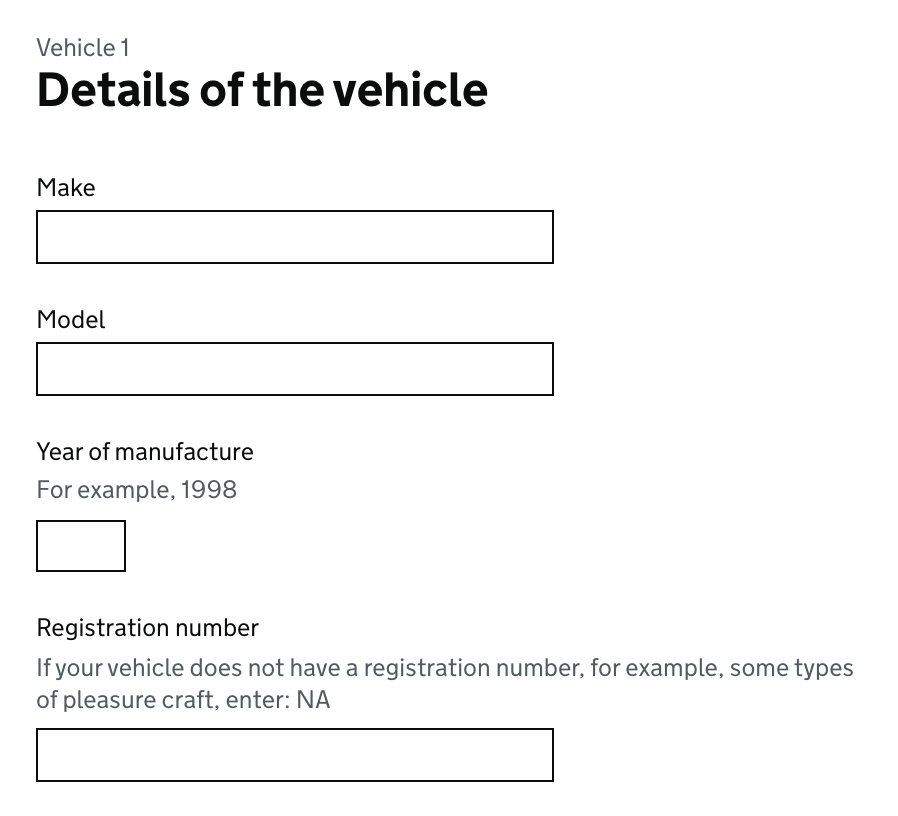 Vehicle 1
Details of the vehicle
Make
Model
Year of manufacture
For example, 1998
Registration number
If your vehicle does not have a registration number, for example, some types
of pleasure craft, enter: NA